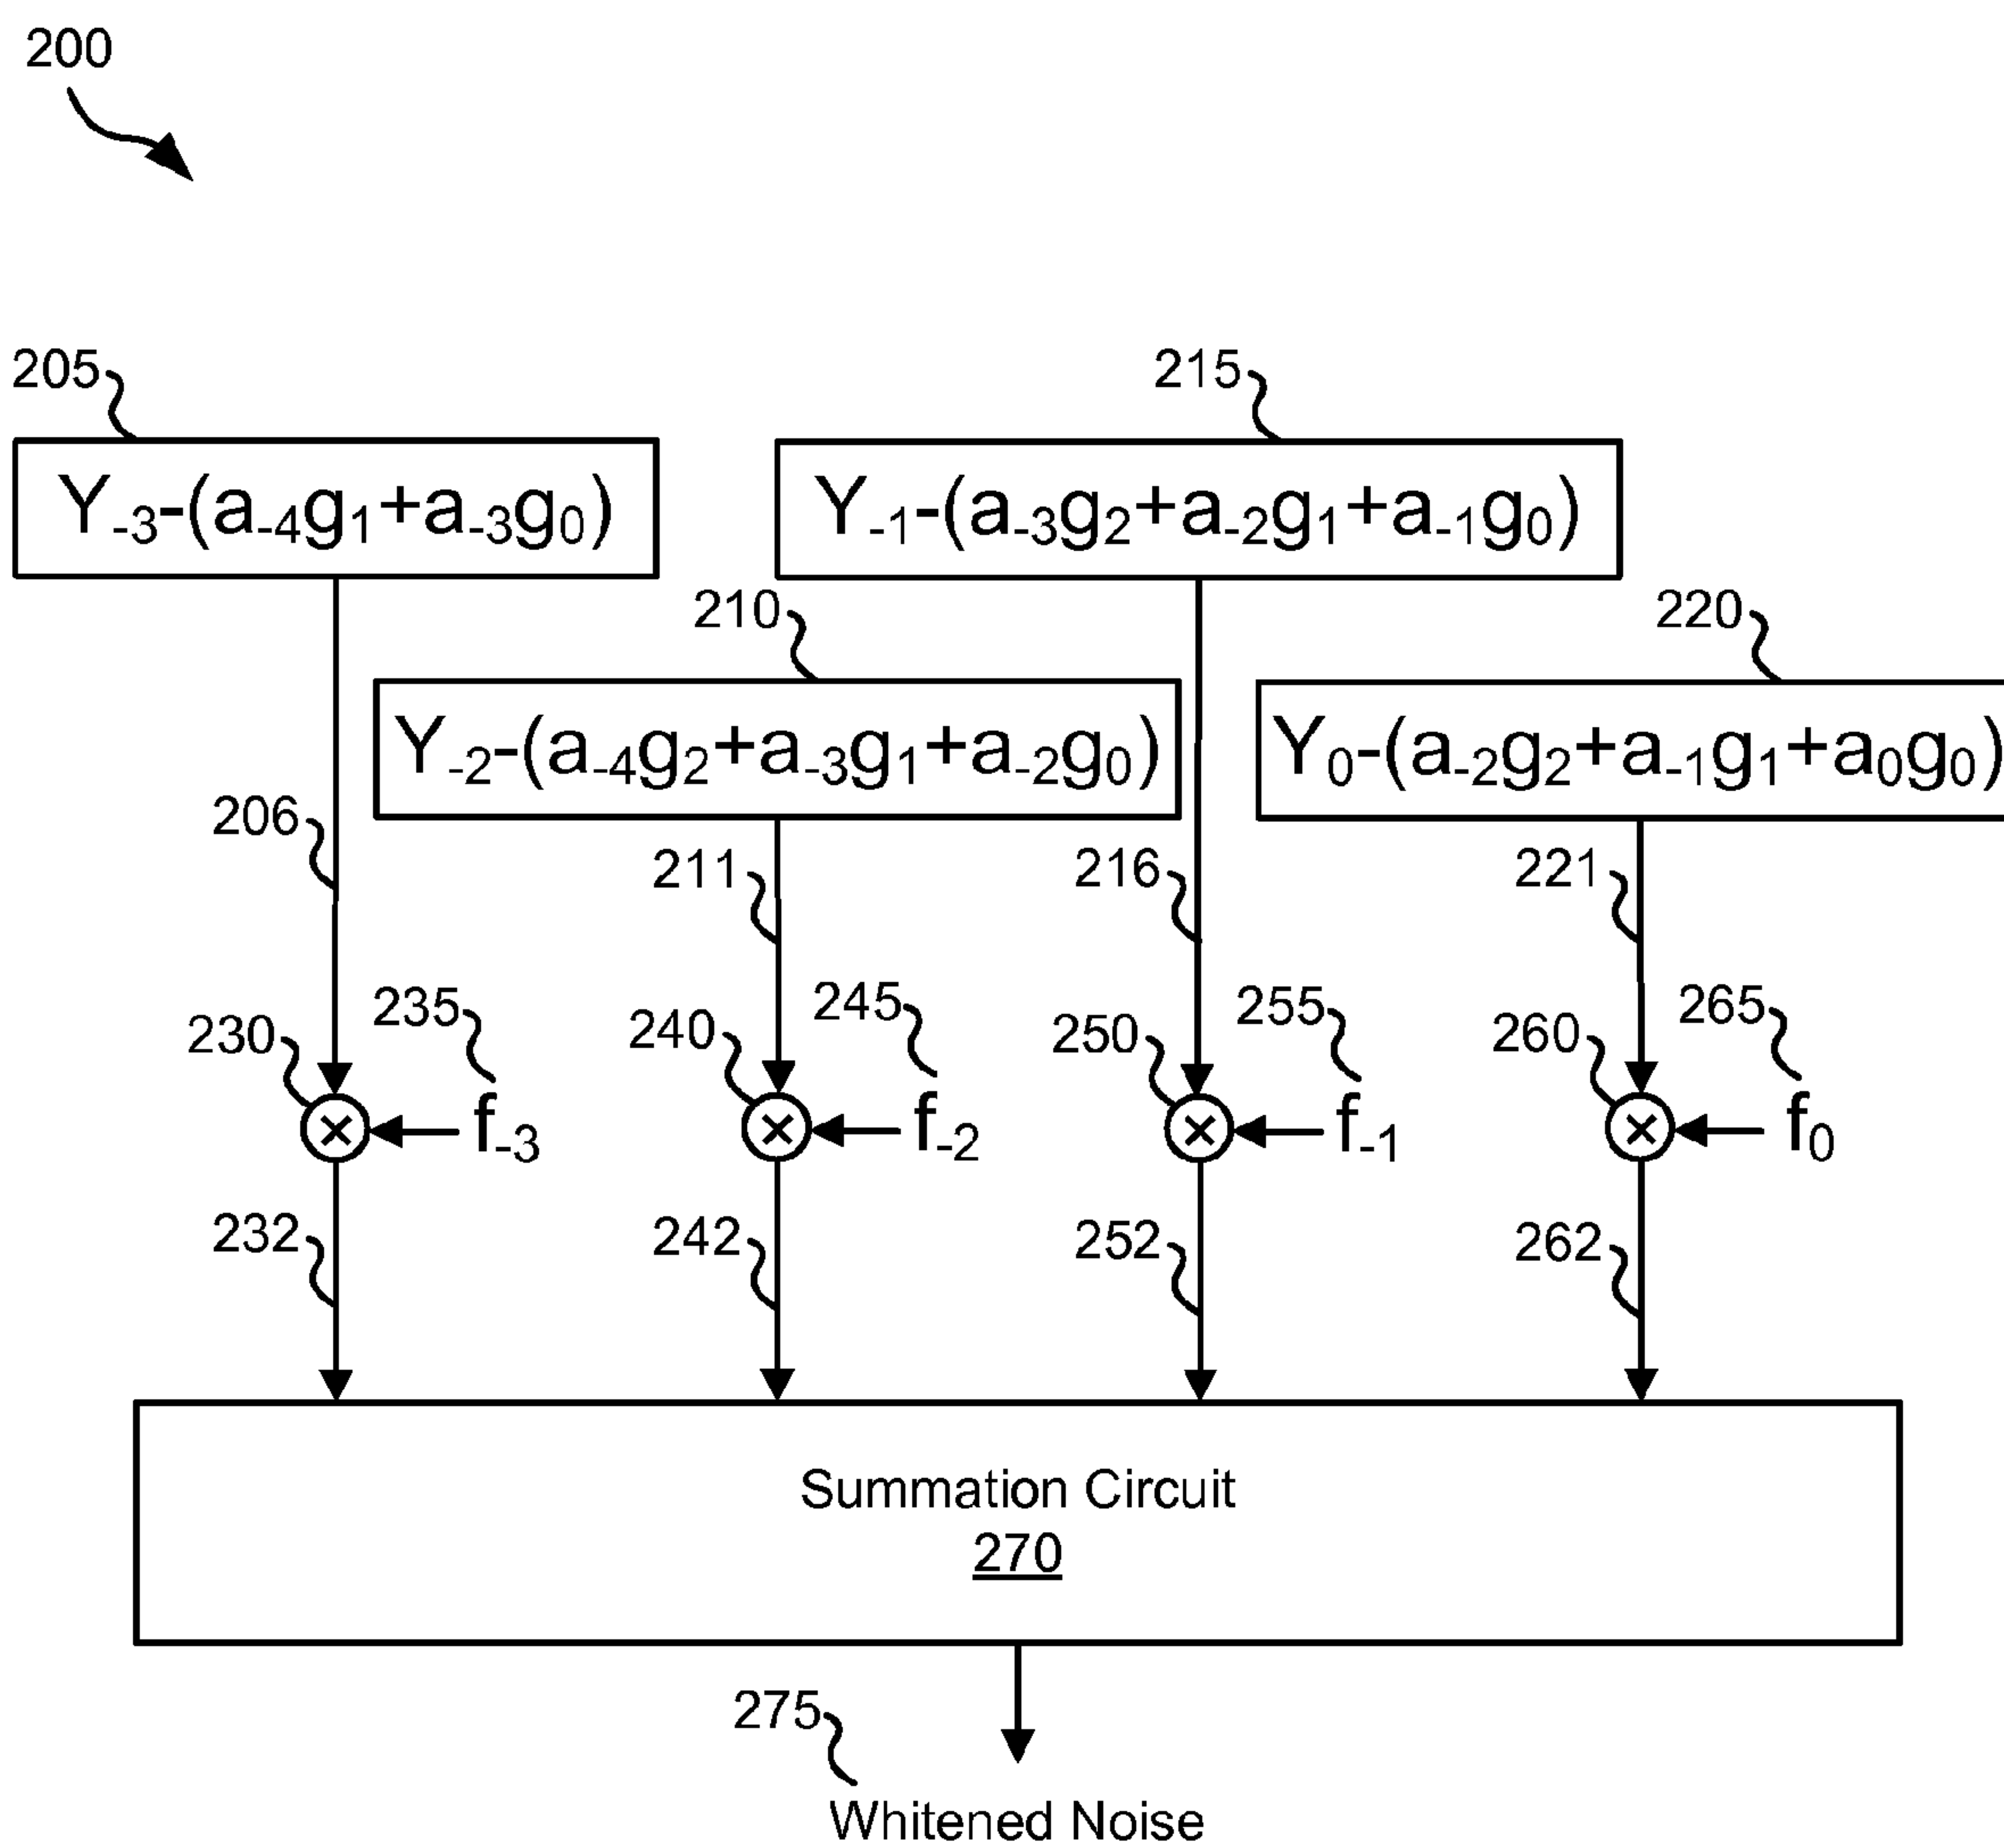 200
205 215
Y₋₃-(a₋₄g₁+a₋₃g₀) Y₋₁-(a₋₃g₂+a₋₂g₁+a₋₁g₀)
210 220
Y₋₂-(a₋₄g₂+a₋₃g₁+a₋₂g₀) Y₀-(a₋₂g₂+a₋₁g₁+a₀g₀)
206 211 216 221
230 235 240 245 250 255 260 265
× f₋₃ × f₋₂ × f₋₁ × f₀
232 242 252 262
Summation Circuit
270
275
Whitened Noise